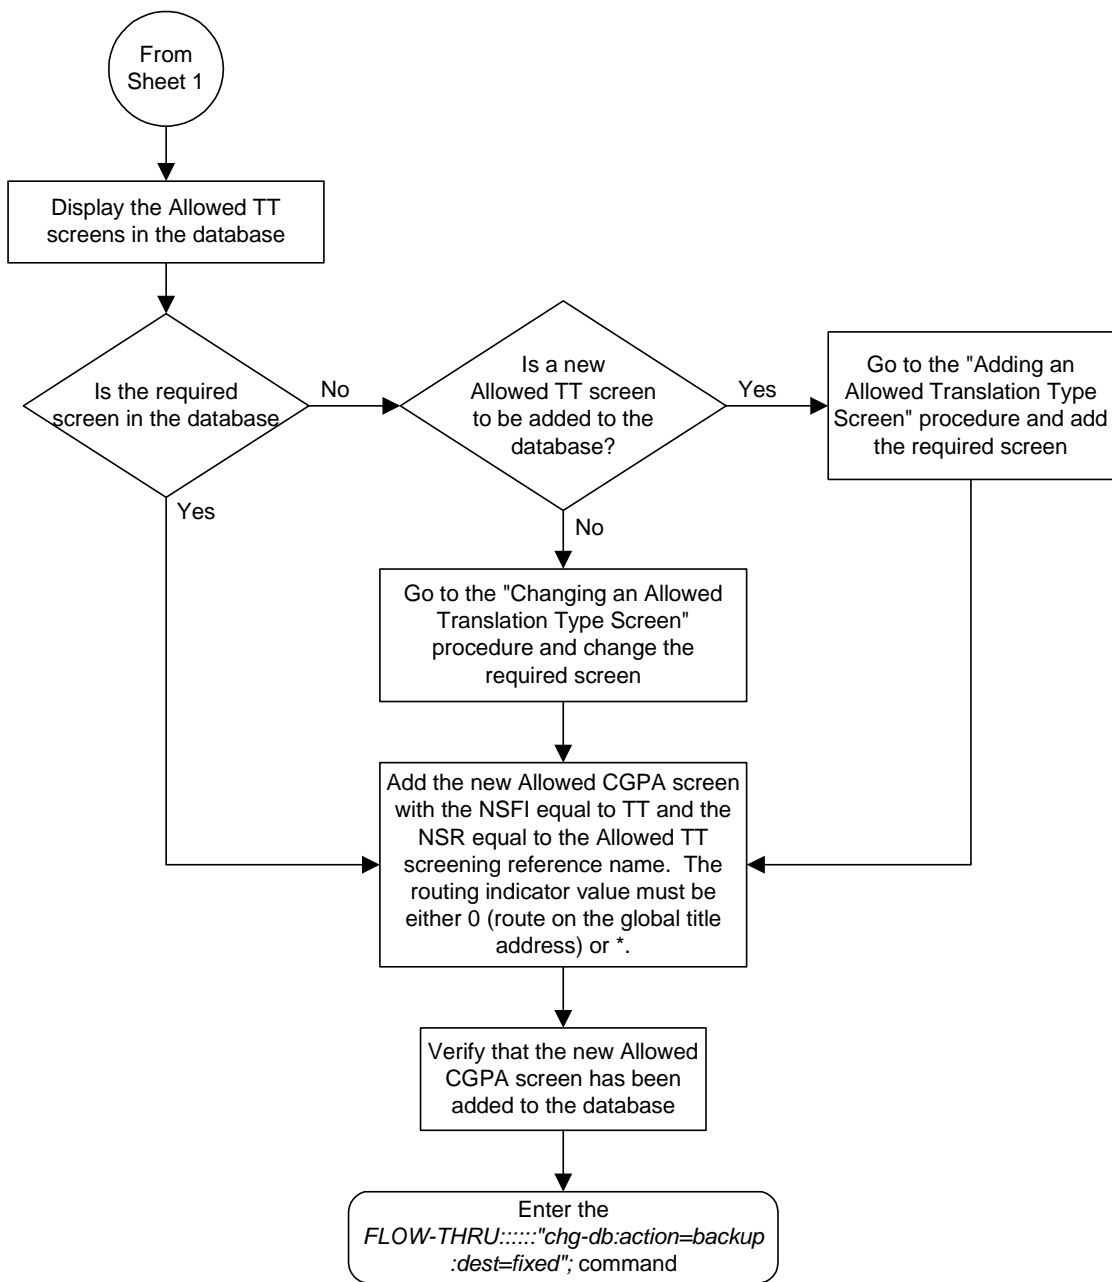 From
Sheet 1
Display the Allowed TT
screens in the database
Is the required
screen in the database
No
Yes
Is a new
Allowed TT screen
to be added to the
database?
Yes
No
Go to the "Adding an
Allowed Translation Type
Screen" procedure and add
the required screen
Go to the "Changing an Allowed
Translation Type Screen"
procedure and change the
required screen
Add the new Allowed CGPA screen
with the NSFI equal to TT and the
NSR equal to the Allowed TT
screening reference name.  The
routing indicator value must be
either 0 (route on the global title
address) or *.
Verify that the new Allowed
CGPA screen has been
added to the database
Enter the
FLOW-THRU::::::"chg-db:action=backup
:dest=fixed"; command